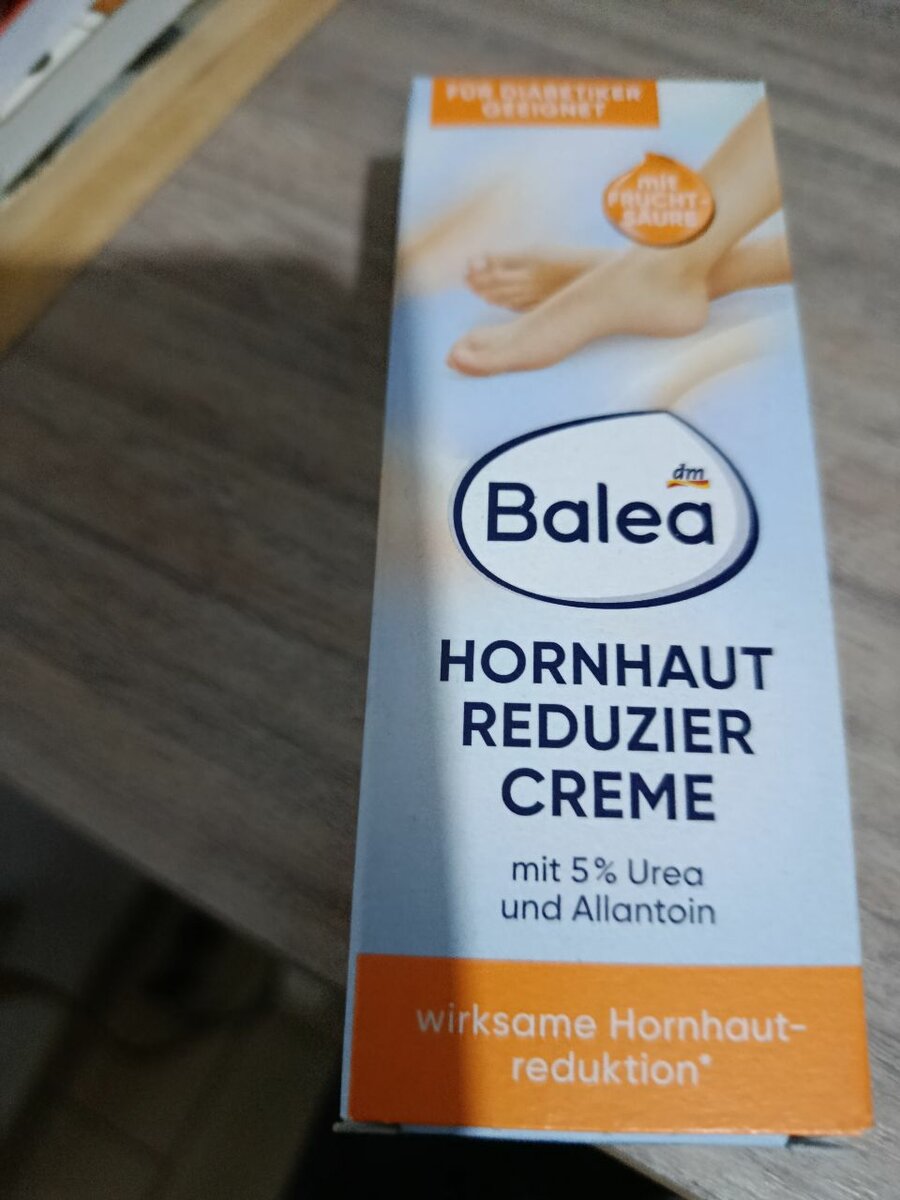 FÜR DIABETIKER
GEEIGNET
mit
FRUCHT-
SÄURE
dm
Balea
HORNHAUT
REDUZIER
CREME
mit 5% Urea
und Allantoin
wirksame Hornhaut-
reduktion*